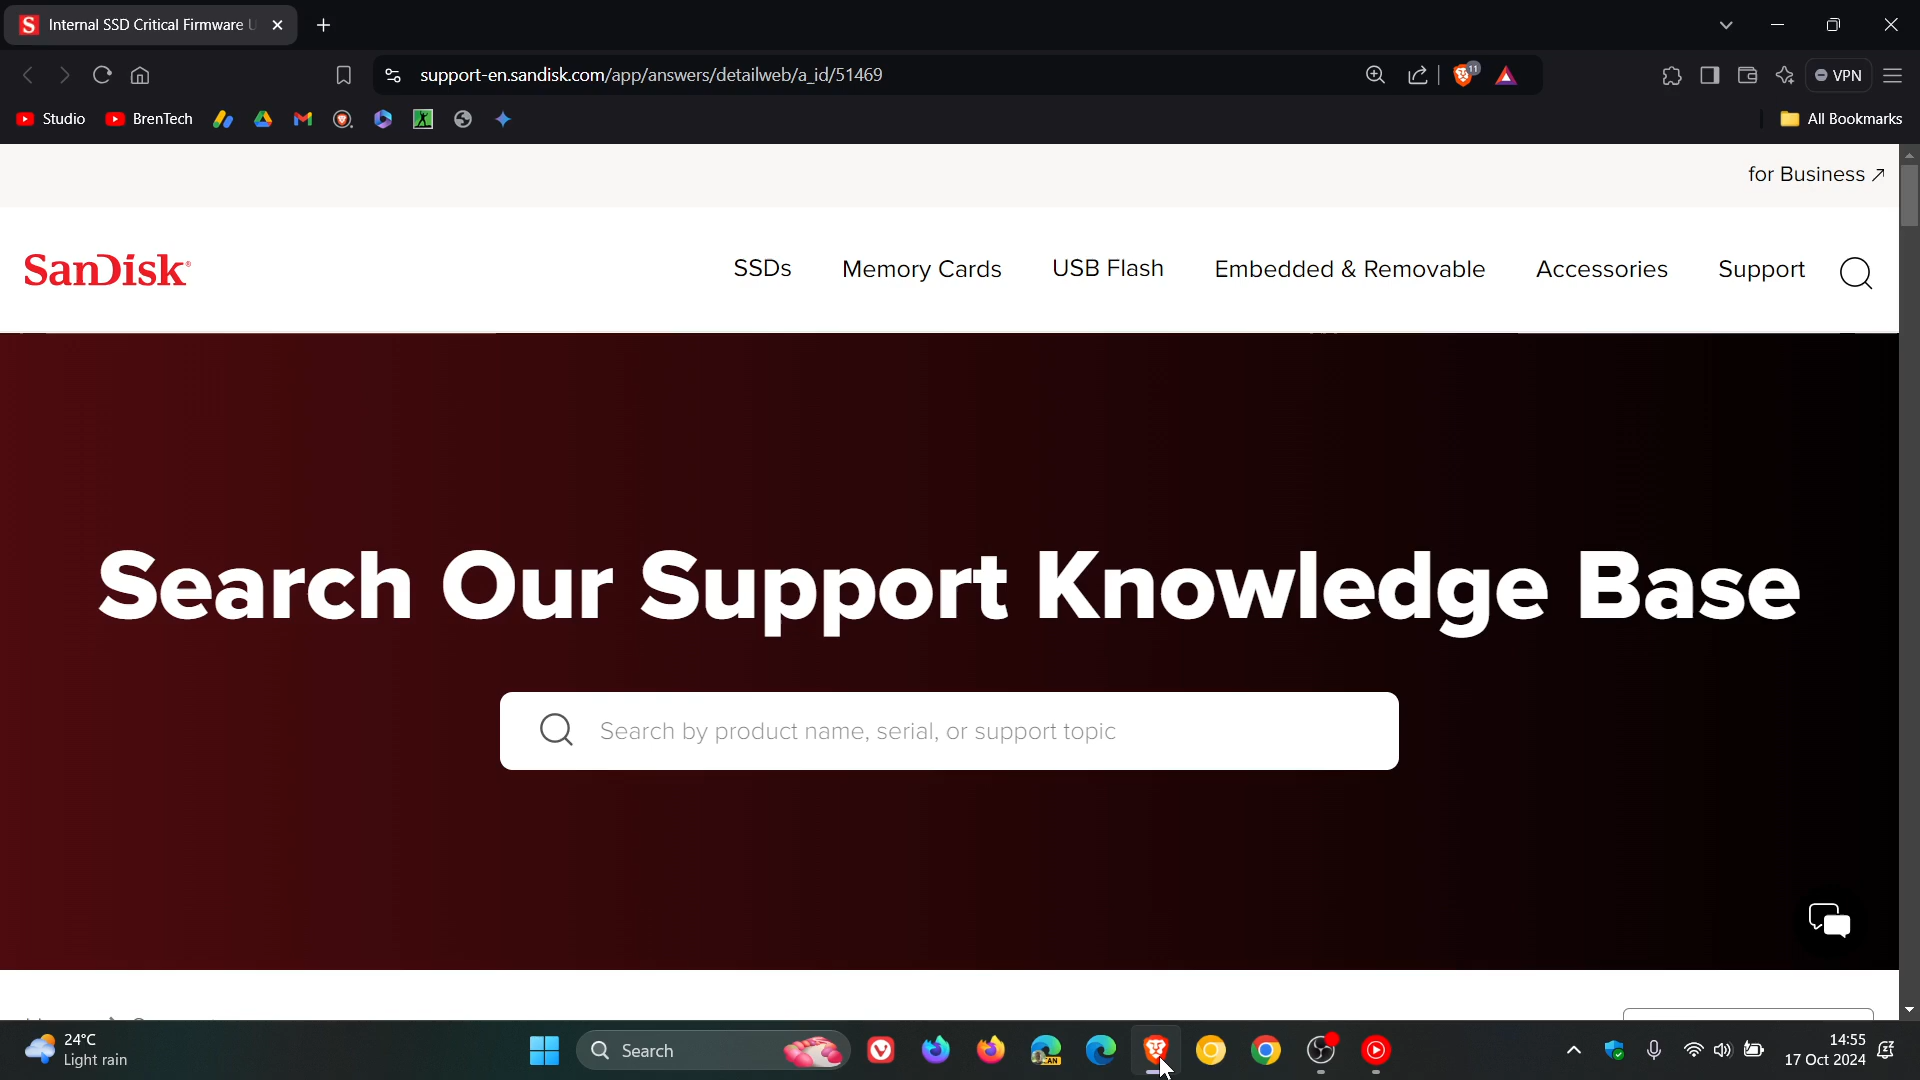 Internal SSD Critical Firmware
support-en.sandisk.com/app/answers/detailweb/a_id/51469
11
VPN
Studio
BrenTech
All Bookmarks
for Business ↗
SanDisk®
SSDs
Memory Cards
USB Flash
Embedded & Removable
Accessories
Support
Search Our Support Knowledge Base
Search by product name, serial, or support topic
24°C
Light rain
Search
CAN
14:55
17 Oct 2024